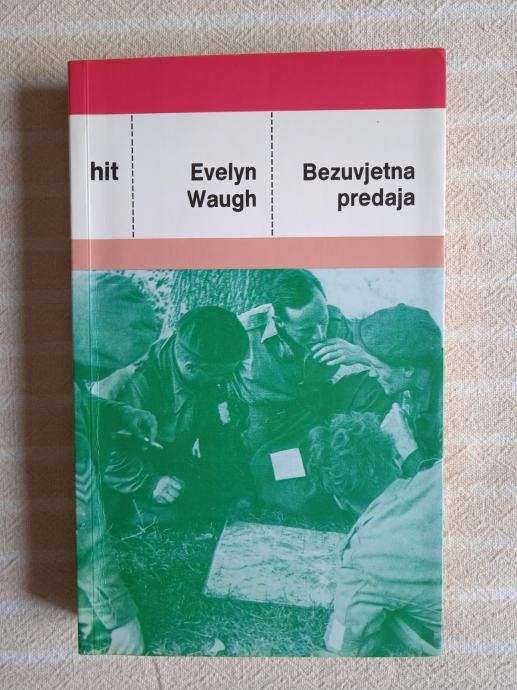 hit
Evelyn
Waugh
Bezuvjetna
predaja